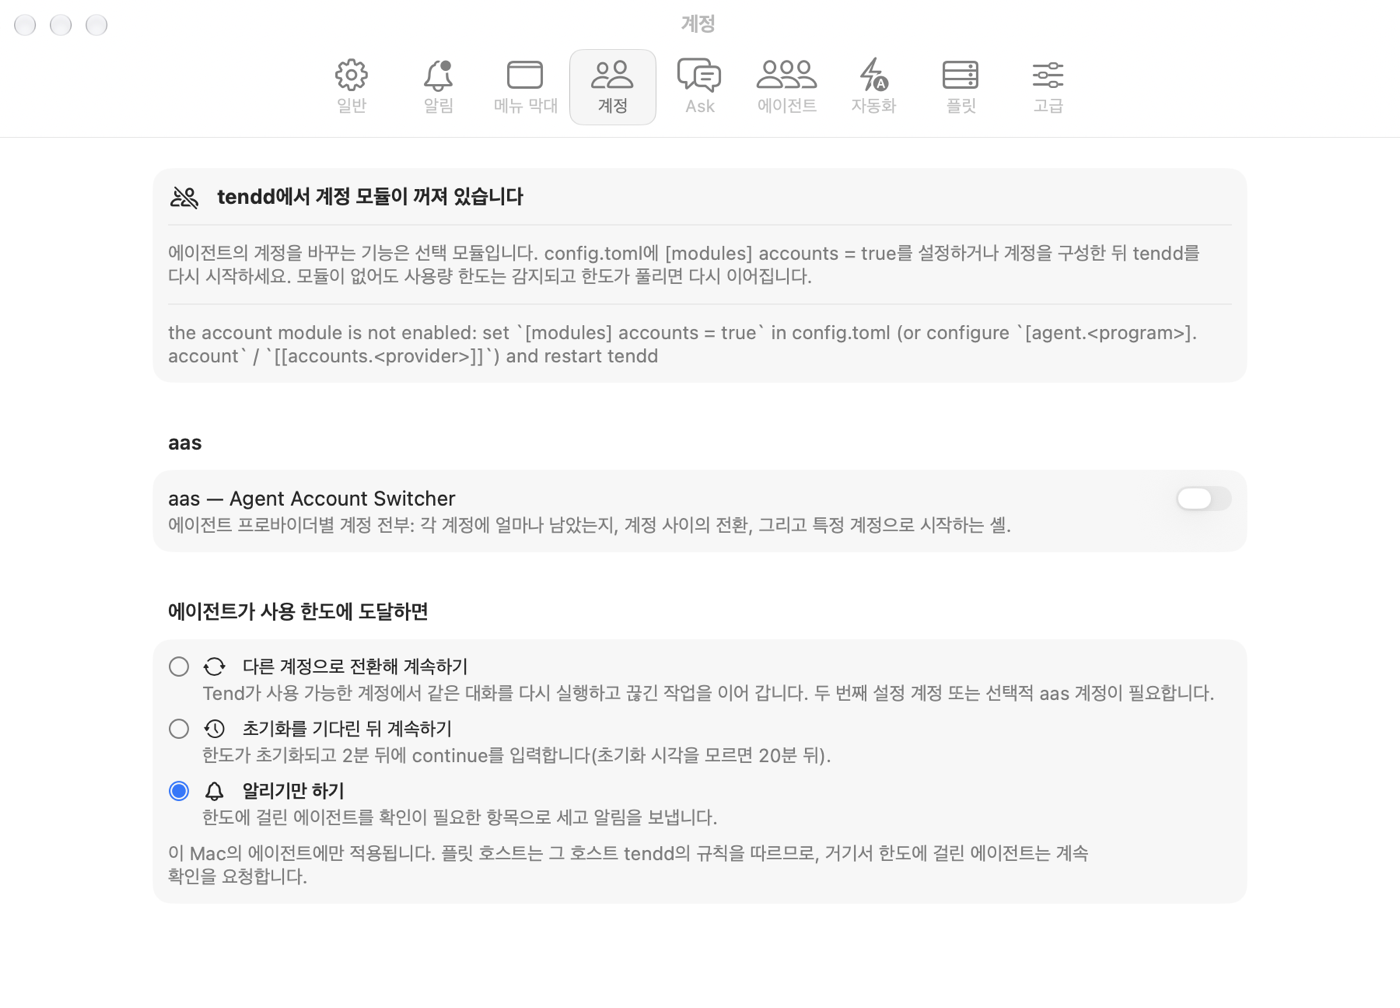 계정
일반
알림
메뉴 막대
계정
Ask
에이전트
자동화
플릿
고급
tendd에서 계정 모듈이 꺼져 있습니다
에이전트의 계정을 바꾸는 기능은 선택 모듈입니다. config.toml에 [modules] accounts = true를 설정하거나 계정을 구성한 뒤 tendd를
다시 시작하세요. 모듈이 없어도 사용량 한도는 감지되고 한도가 풀리면 다시 이어집니다.
the account module is not enabled: set `[modules] accounts = true` in config.toml (or configure `[agent.<program>].
account` / `[[accounts.<provider>]]`) and restart tendd
aas
aas — Agent Account Switcher
에이전트 프로바이더별 계정 전부: 각 계정에 얼마나 남았는지, 계정 사이의 전환, 그리고 특정 계정으로 시작하는 셸.
에이전트가 사용 한도에 도달하면
다른 계정으로 전환해 계속하기
Tend가 사용 가능한 계정에서 같은 대화를 다시 실행하고 끊긴 작업을 이어 갑니다. 두 번째 설정 계정 또는 선택적 aas 계정이 필요합니다.
초기화를 기다린 뒤 계속하기
한도가 초기화되고 2분 뒤에 continue를 입력합니다(초기화 시각을 모르면 20분 뒤).
알리기만 하기
한도에 걸린 에이전트를 확인이 필요한 항목으로 세고 알림을 보냅니다.
이 Mac의 에이전트에만 적용됩니다. 플릿 호스트는 그 호스트 tendd의 규칙을 따르므로, 거기서 한도에 걸린 에이전트는 계속
확인을 요청합니다.